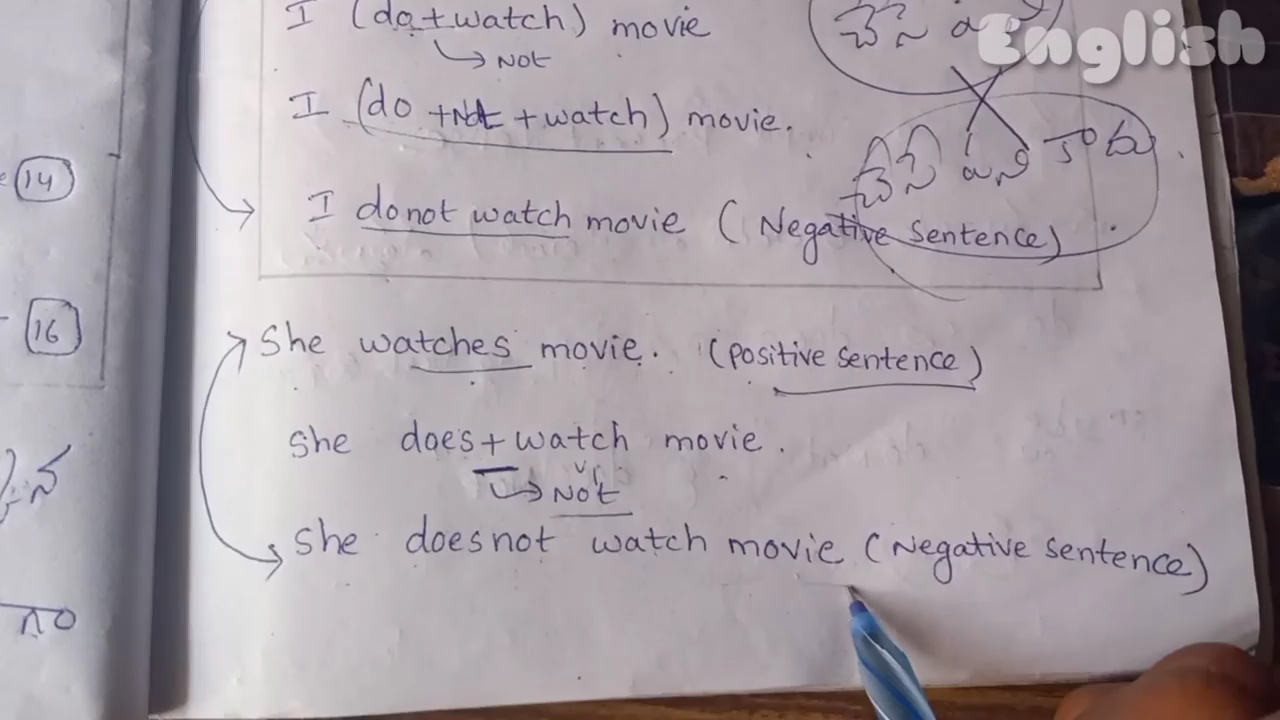 I (do+watch) movie
Not
English
I (do +Not +watch) movie.
14
I donot watch movie (Negative sentence)
16
She watches movie. (positive sentence)
She does+watch movie.
Not
She doesnot watch movie (Negative sentence)